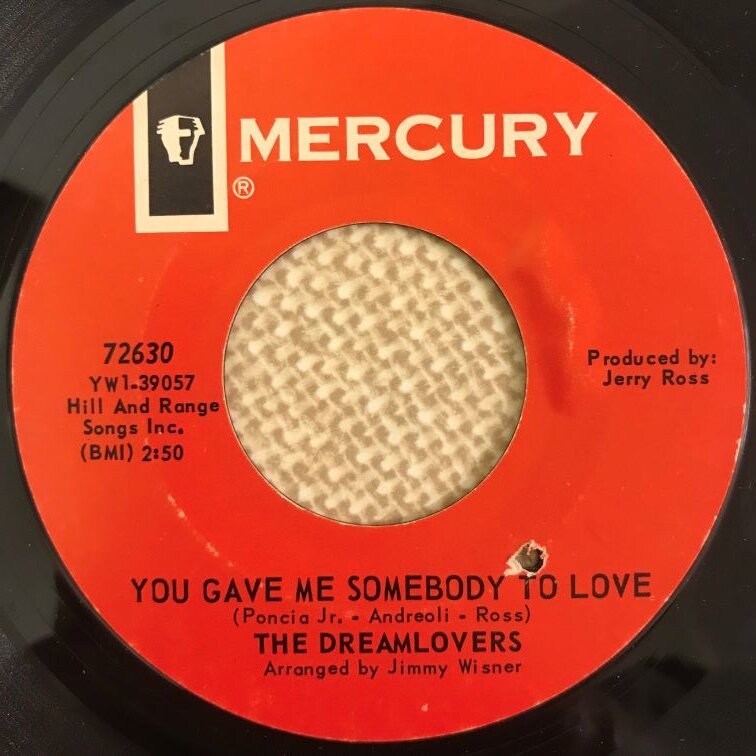 MERCURY
®
72630
YW1-39057
Hill And Range
Songs Inc.
(BMI) 2:50
Produced by:
Jerry Ross
YOU GAVE ME SOMEBODY TO LOVE
(Poncia Jr. - Andreoli - Ross)
THE DREAMLOVERS
Arranged by Jimmy Wisner